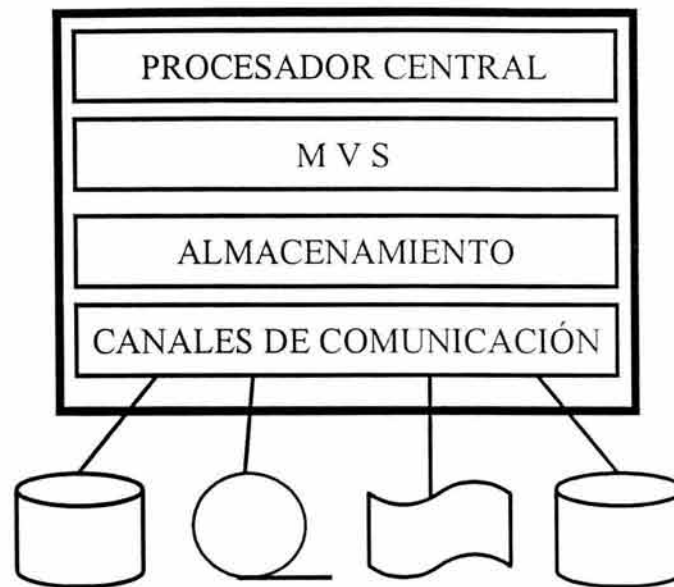 PROCESADOR CENTRAL
M V S
ALMACENAMIENTO
CANALES DE COMUNICACIÓN